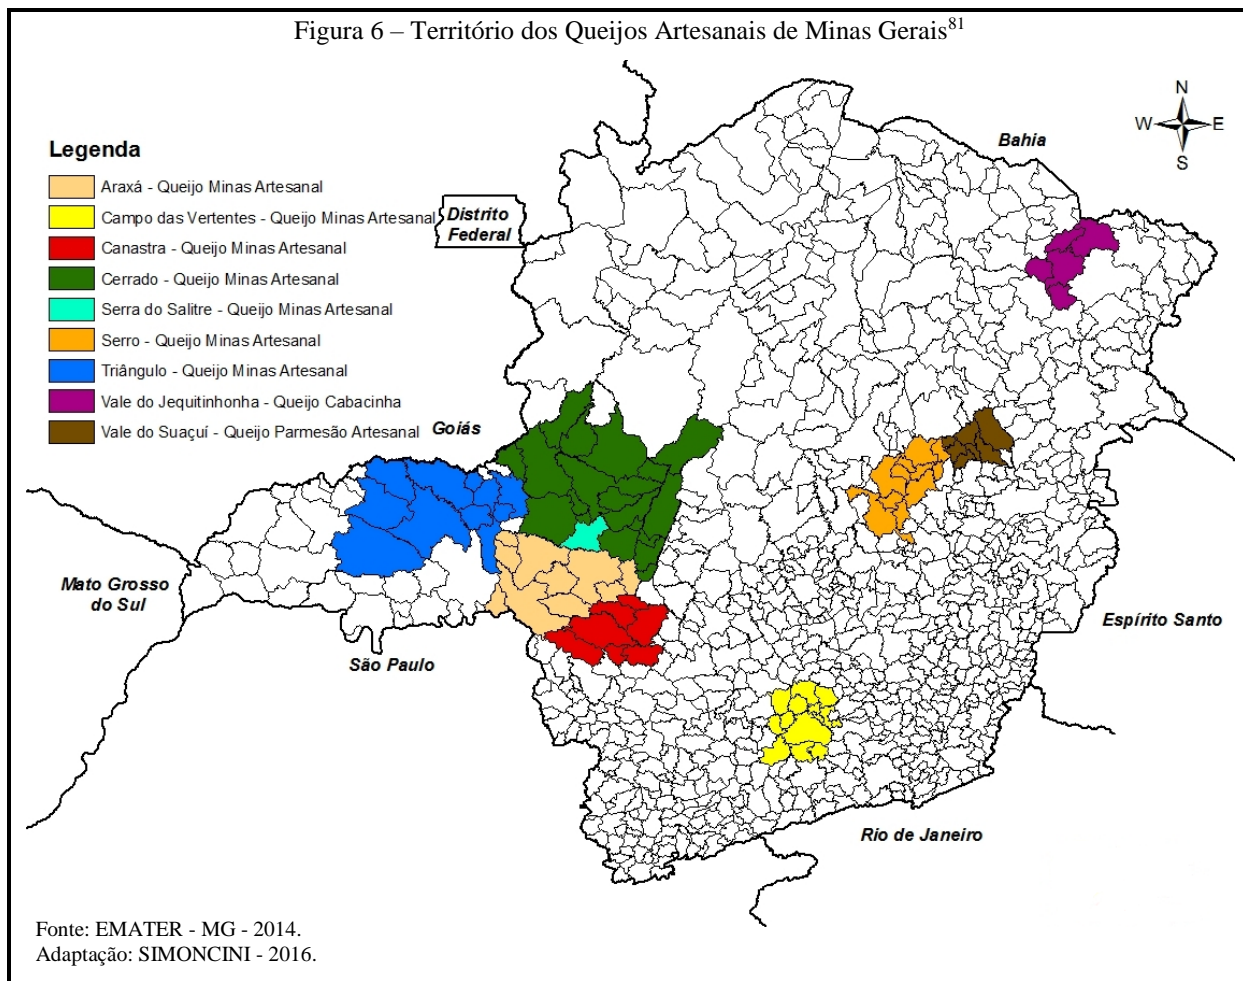 Figura 6 – Território dos Queijos Artesanais de Minas Gerais81
N
W
E
S
Bahia
Legenda
Araxá - Queijo Minas Artesanal
Campo das Vertentes - Queijo Minas Artesanal
Canastra - Queijo Minas Artesanal
Cerrado - Queijo Minas Artesanal
Serra do Salitre - Queijo Minas Artesanal
Serro - Queijo Minas Artesanal
Triângulo - Queijo Minas Artesanal
Vale do Jequitinhonha - Queijo Cabacinha
Vale do Suaçuí - Queijo Parmesão Artesanal
Distrito
Federal
Goiás
Mato Grosso
do Sul
São Paulo
Espírito Santo
Rio de Janeiro
Fonte: EMATER - MG - 2014.
Adaptação: SIMONCINI - 2016.